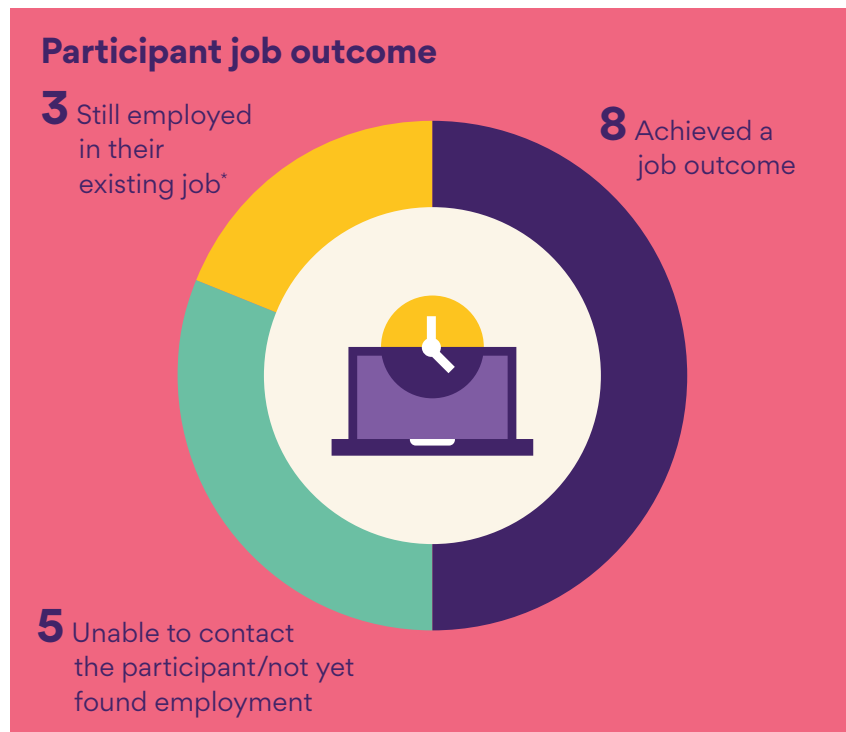 Participant job outcome
3 Still employed
in their
existing job*
8 Achieved a
job outcome
5 Unable to contact
the participant/not yet
found employment